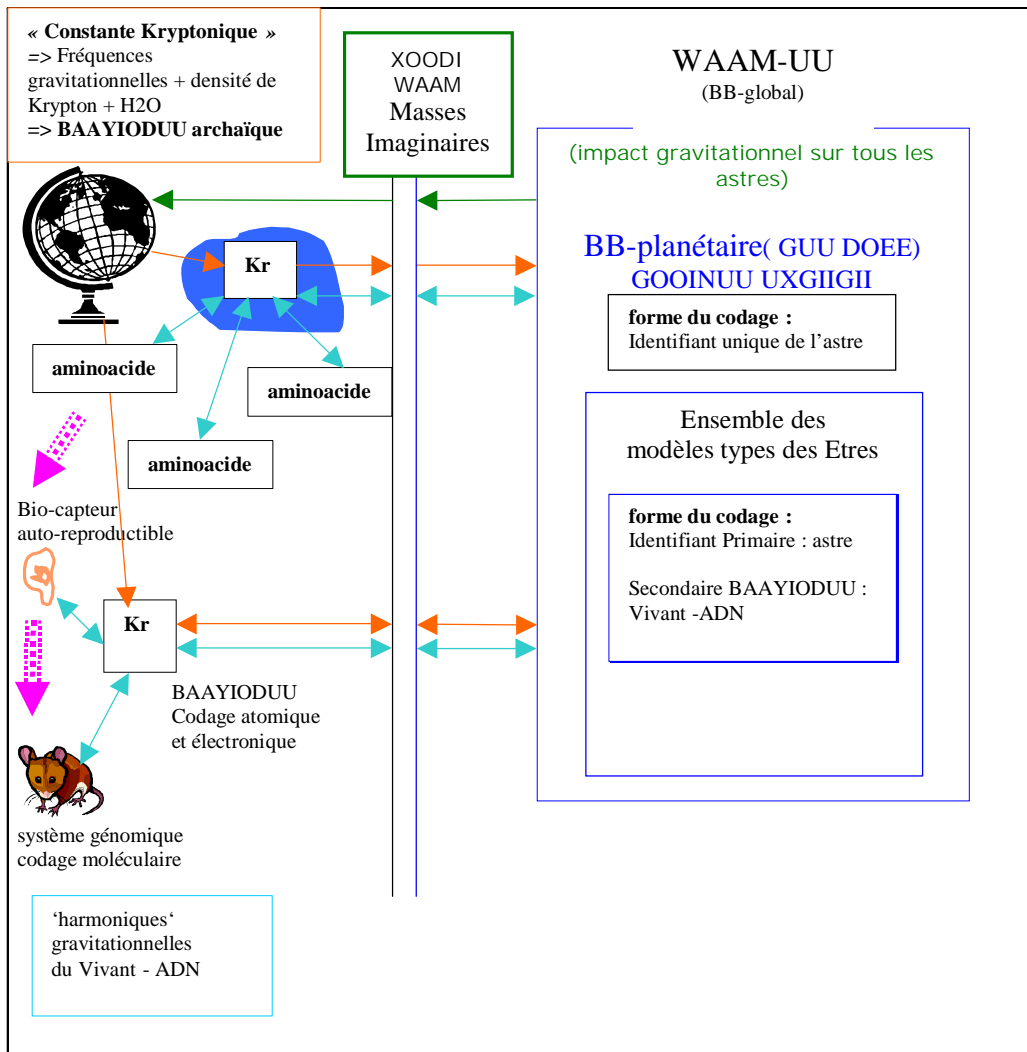 « Constante Kryptonique »
=> Fréquences
gravitationnelles + densité de
Krypton + H2O
=> BAAYIODUU archaïque
XOODI
WAAM
Masses
Imaginaires
WAAM-UU
(BB-global)
(impact gravitationnel sur tous les
astres)
BB-planétaire( GUU DOEE)
GOOINUU UXGIIGII
Kr
forme du codage :
Identifiant unique de l’astre
aminoacide
aminoacide
aminoacide
Ensemble des
modèles types des Etres
forme du codage :
Identifiant Primaire : astre
Secondaire BAAYIODUU :
Vivant -ADN
Bio-capteur
auto-reproductible
Kr
BAAYIODUU
Codage atomique
et électronique
système génomique
codage moléculaire
‘harmoniques‘
gravitationnelles
du Vivant - ADN